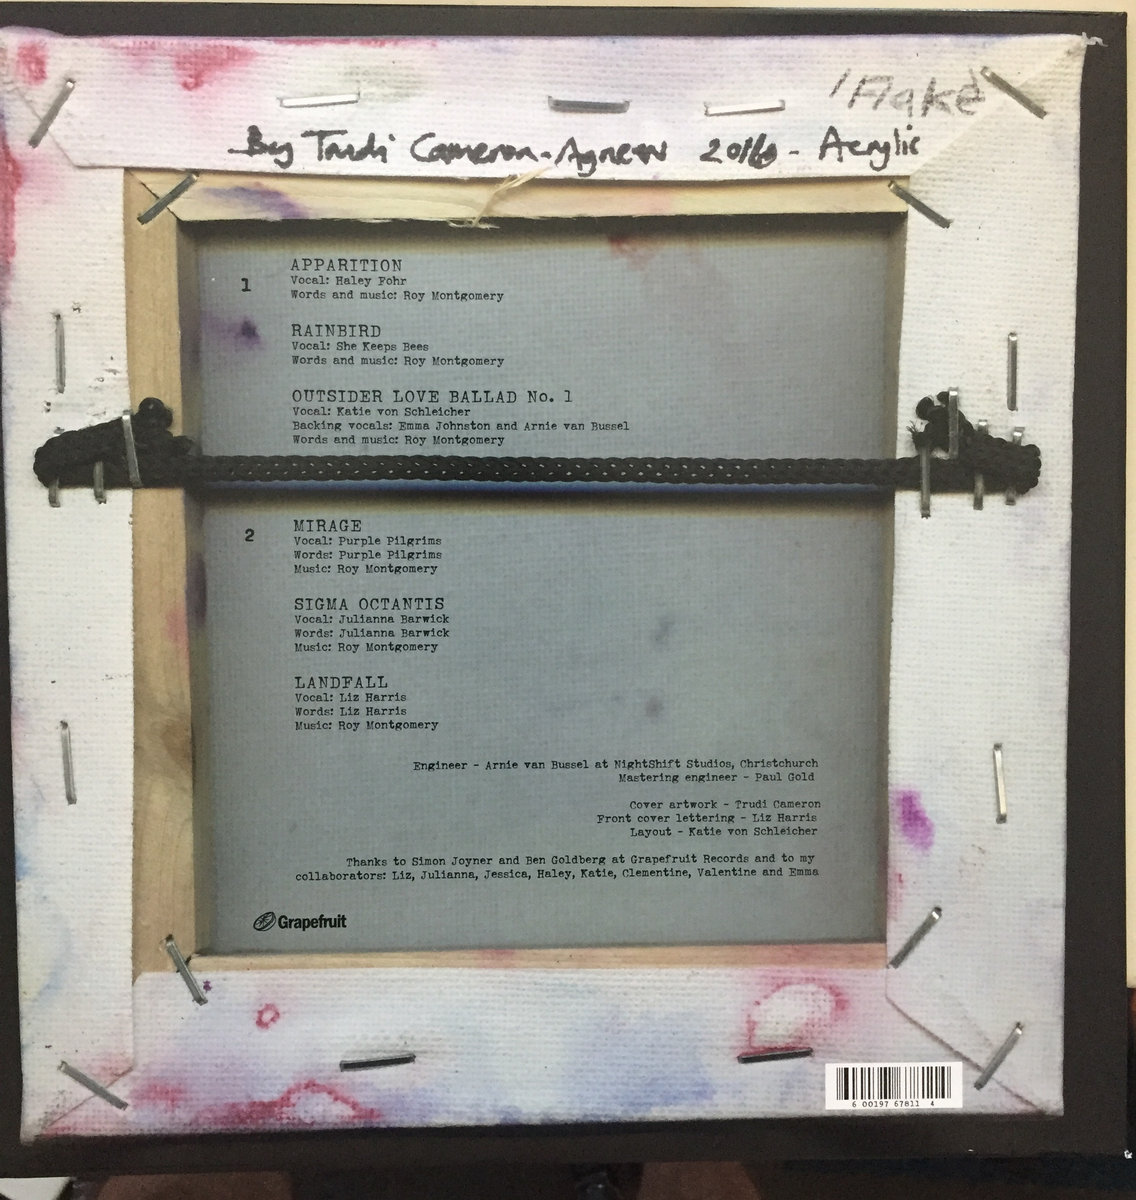 'Flake'
By Trudi Cameron-Agnew 2016 - Acrylic
1
APPARITION
Vocal: Haley Fohr
Words and music: Roy Montgomery
RAINBIRD
Vocal: She Keeps Bees
Words and music: Roy Montgomery
OUTSIDER LOVE BALLAD No. 1
Vocal: Katie von Schleicher
Backing vocals: Emma Johnston and Arnie van Bussel
Words and music: Roy Montgomery
2
MIRAGE
Vocal: Purple Pilgrims
Words: Purple Pilgrims
Music: Roy Montgomery
SIGMA OCTANTIS
Vocal: Julianna Barwick
Words: Julianna Barwick
Music: Roy Montgomery
LANDFALL
Vocal: Liz Harris
Words: Liz Harris
Music: Roy Montgomery
Engineer - Arnie van Bussel at NightShift Studios, Christchurch
Mastering engineer - Paul Gold
Cover artwork - Trudi Cameron
Front cover lettering - Liz Harris
Layout - Katie von Schleicher
Thanks to Simon Joyner and Ben Goldberg at Grapefruit Records and to my
collaborators: Liz, Julianna, Jessica, Haley, Katie, Clementine, Valentine and Emma
Grapefruit
6 00197 67811 4